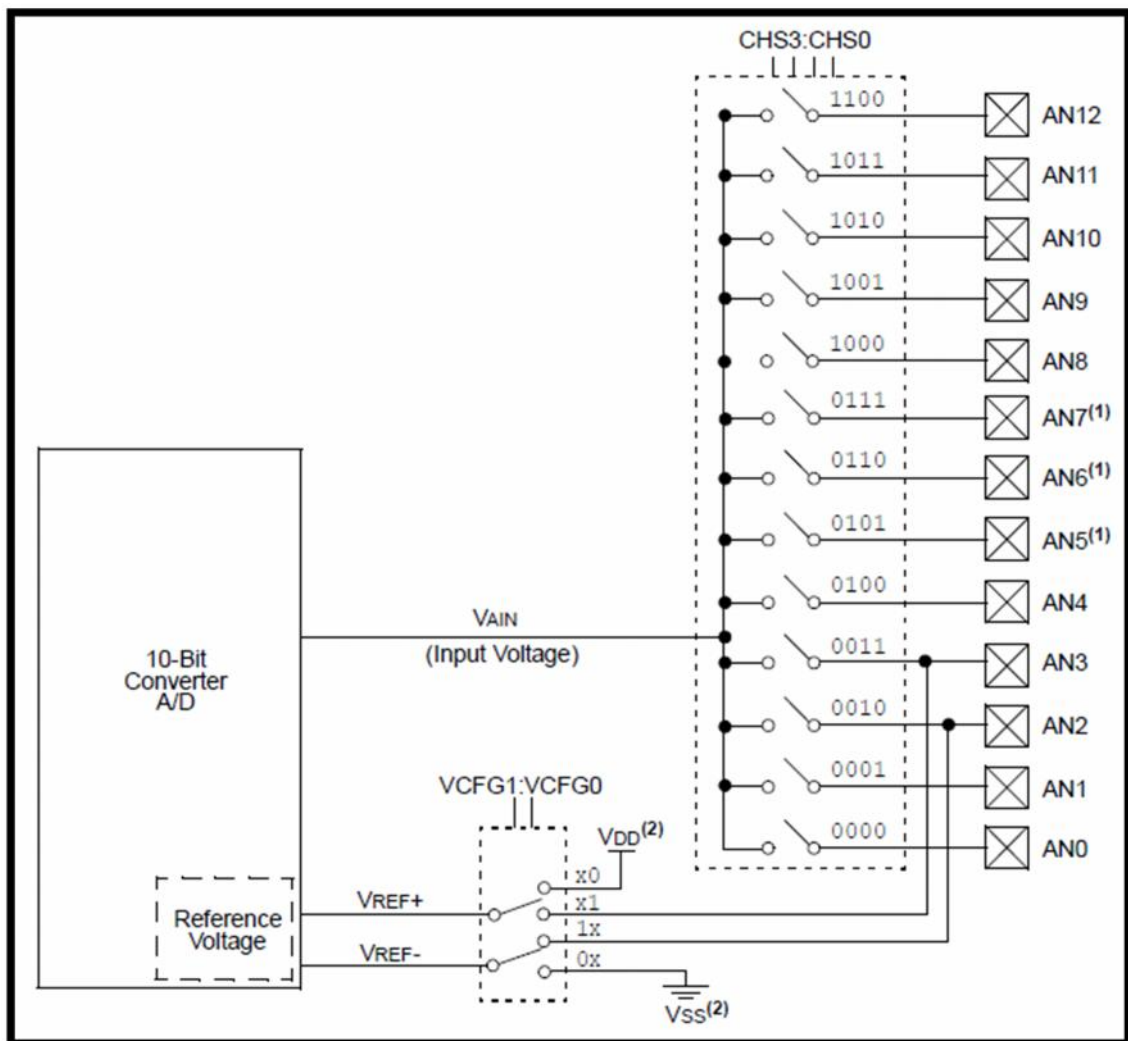 CHS3:CHS0
1100
AN12
1011
AN11
1010
AN10
1001
AN9
1000
AN8
0111
AN7(1)
0110
AN6(1)
0101
AN5(1)
0100
AN4
VAIN
(Input Voltage)
0011
AN3
10-Bit
Converter
A/D
0010
AN2
0001
AN1
VCFG1:VCFG0
0000
AN0
VDD(2)
x0
Reference
Voltage
VREF+
x1
1x
VREF-
0x
VSS(2)